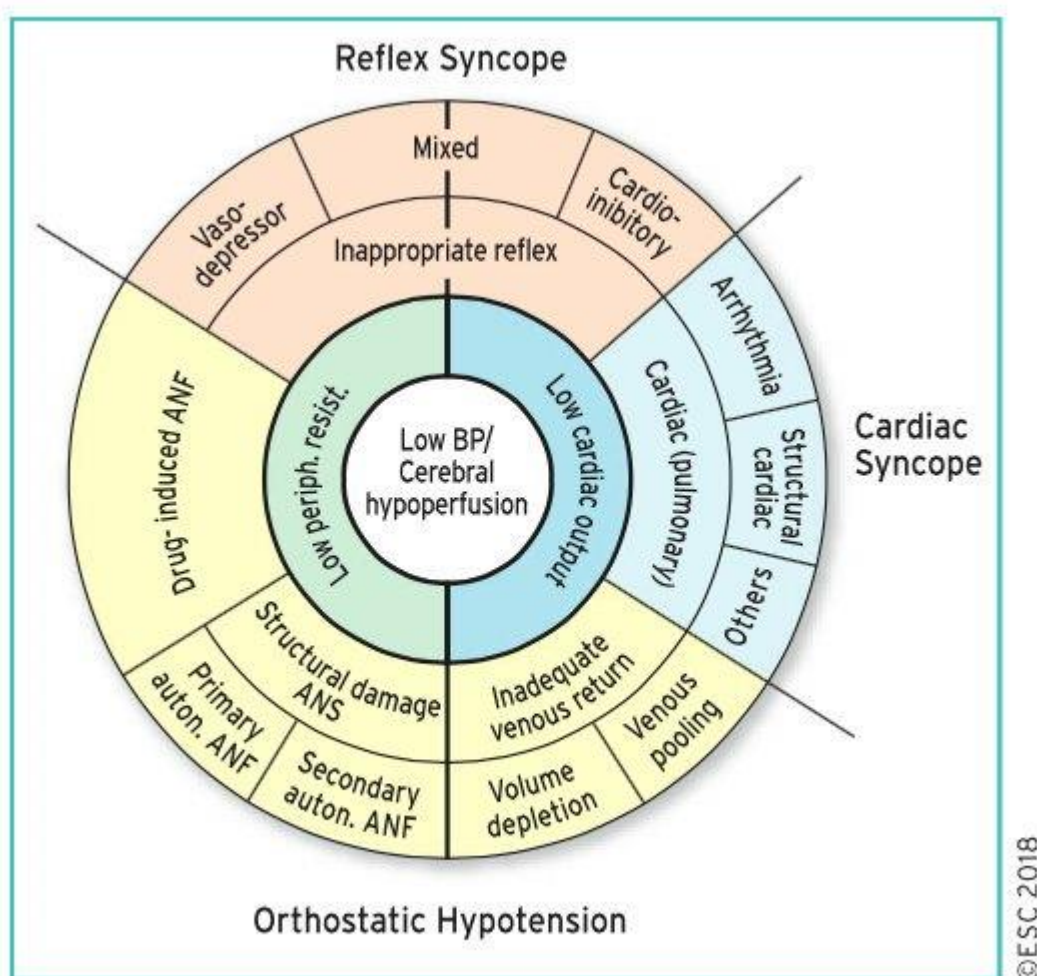 Reflex Syncope
Mixed
Vaso-
depressor
Cardio-
inibitory
Inappropriate reflex
Arrhythmia
Structural
cardiac
Others
Cardiac (pulmonary)
Cardiac
Syncope
Low periph. resist.
Low cardiac output
Low BP/
Cerebral
hypoperfusion
Drug- induced ANF
Structural damage
ANS
Primary
auton. ANF
Secondary
auton. ANF
Inadequate
venous return
Venous
pooling
Volume
depletion
Orthostatic Hypotension
©ESC 2018